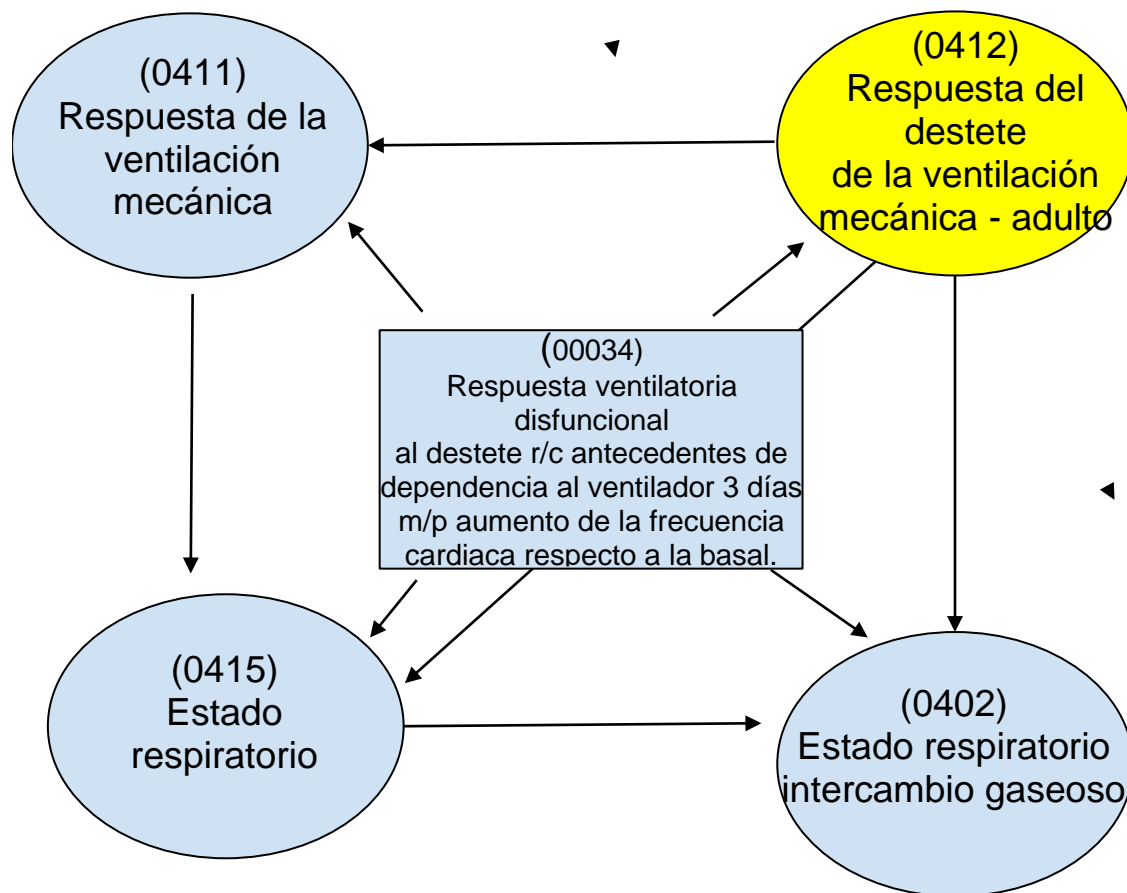 (0411)
Respuesta de la
ventilación
mecánica
(0412)
Respuesta del
destete
de la ventilación
mecánica - adulto
(00034)
Respuesta ventilatoria
disfuncional
al destete r/c antecedentes de
dependencia al ventilador 3 días
m/p aumento de la frecuencia
cardiaca respecto a la basal.
(0415)
Estado
respiratorio
(0402)
Estado respiratorio
intercambio gaseoso